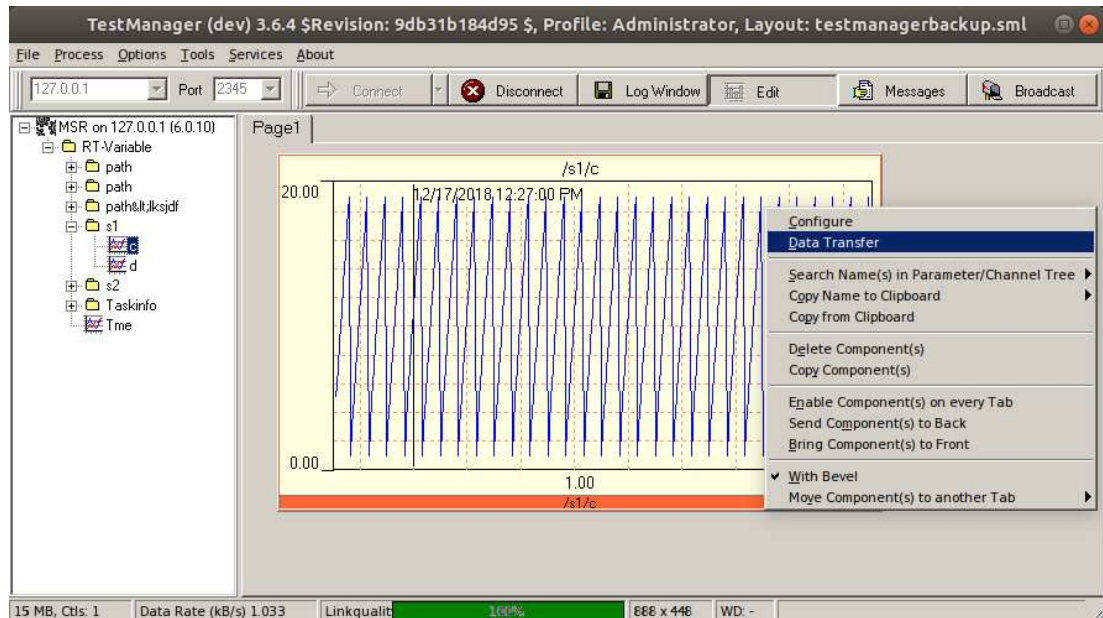 TestManager (dev) 3.6.4 $Revision: 9db31b184d95 $, Profile: Administrator, Layout: testmanagerbackup.sml
File Process Options Tools Services About
127.0.0.1 Port 2345 Connect Disconnect Log Window Edit Messages Broadcast
MSR on 127.0.0.1 (6.0.10)
RT-Variable
path
path
path&lt;lksjdf
s1
c
d
s2
Taskinfo
Tme
Page1
/s1/c
20.00
12/17/2018 12:27:00 PM
0.00
1.00
/s1/c
Configure
Data Transfer
Search Name(s) in Parameter/Channel Tree
Copy Name to Clipboard
Copy from Clipboard
Delete Component(s)
Copy Component(s)
Enable Component(s) on every Tab
Send Component(s) to Back
Bring Component(s) to Front
With Bevel
Move Component(s) to another Tab
15 MB, Ctls: 1 Data Rate (kB/s) 1.033 Linkqualit 100% 888 x 448 WD: -